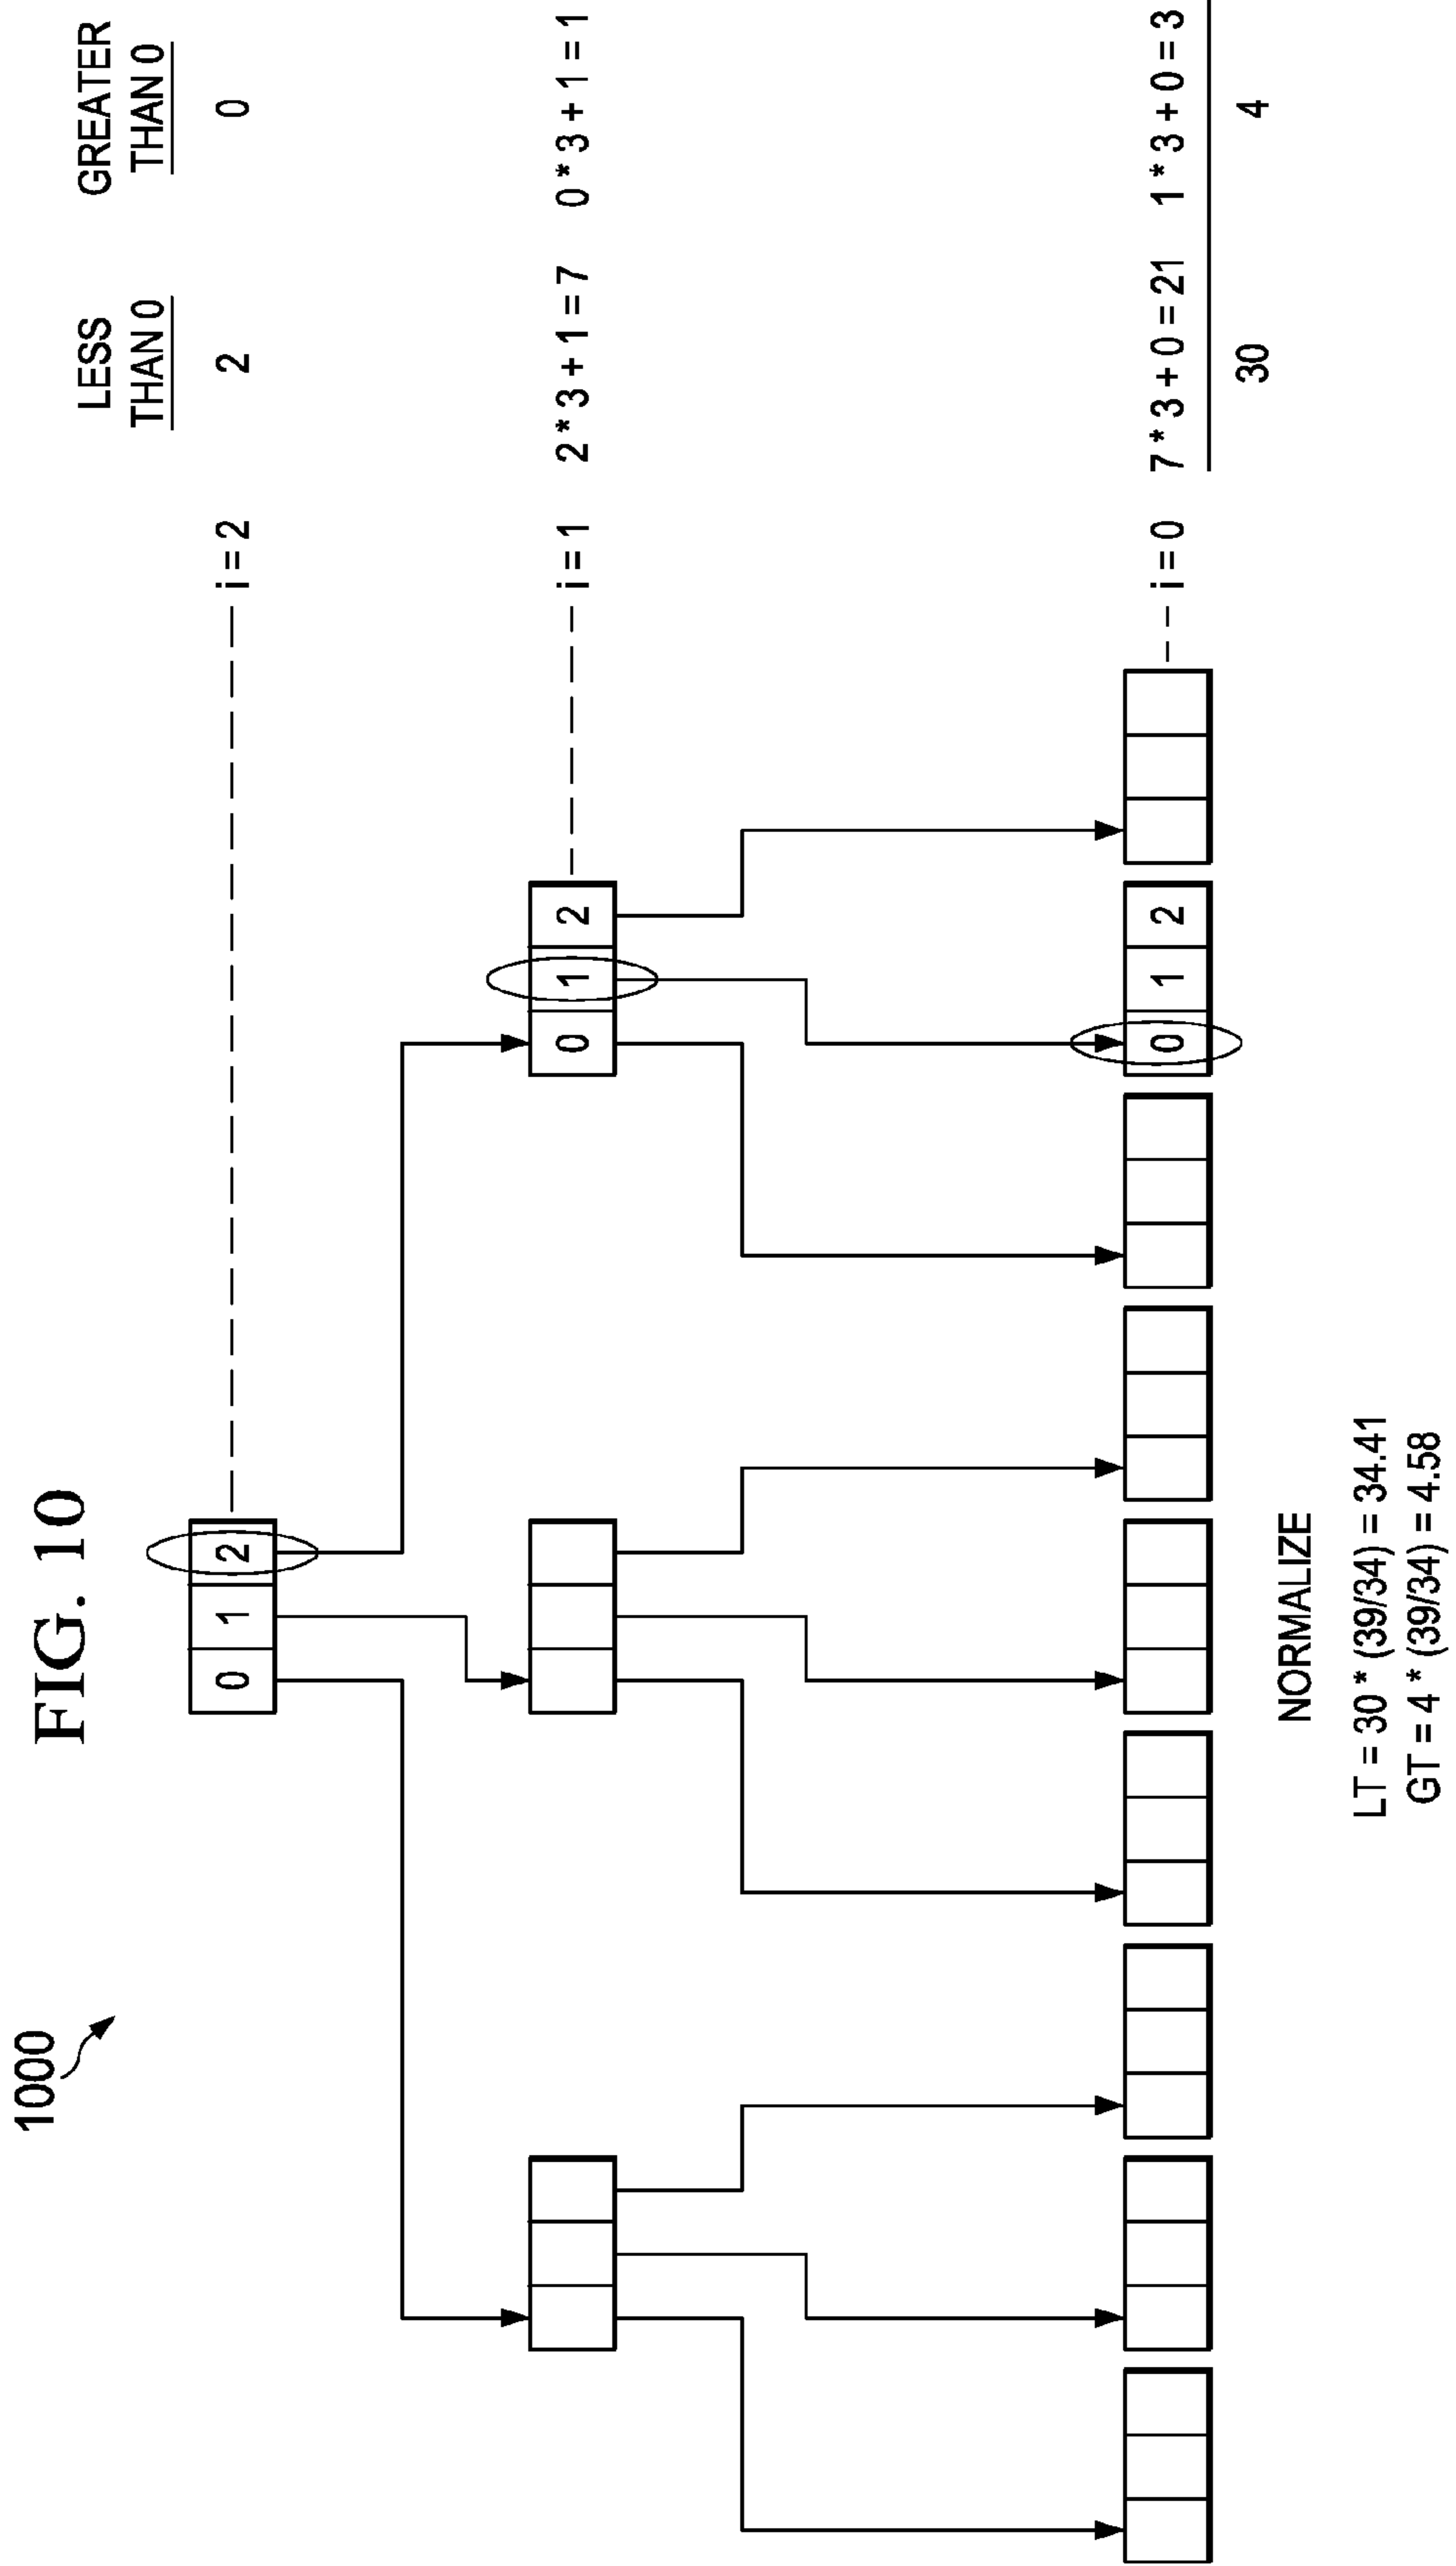 FIG. 10
1000
LESS THAN 0
GREATER THAN 0
0 1 2
i = 2 2 0
0 1 2
i = 1 2 * 3 + 1 = 7 0 * 3 + 1 = 1
0 1 2
i = 0 7 * 3 + 0 = 21 1 * 3 + 0 = 3
30 4
NORMALIZE
LT = 30 * (39/34) = 34.41
GT = 4 * (39/34) = 4.58